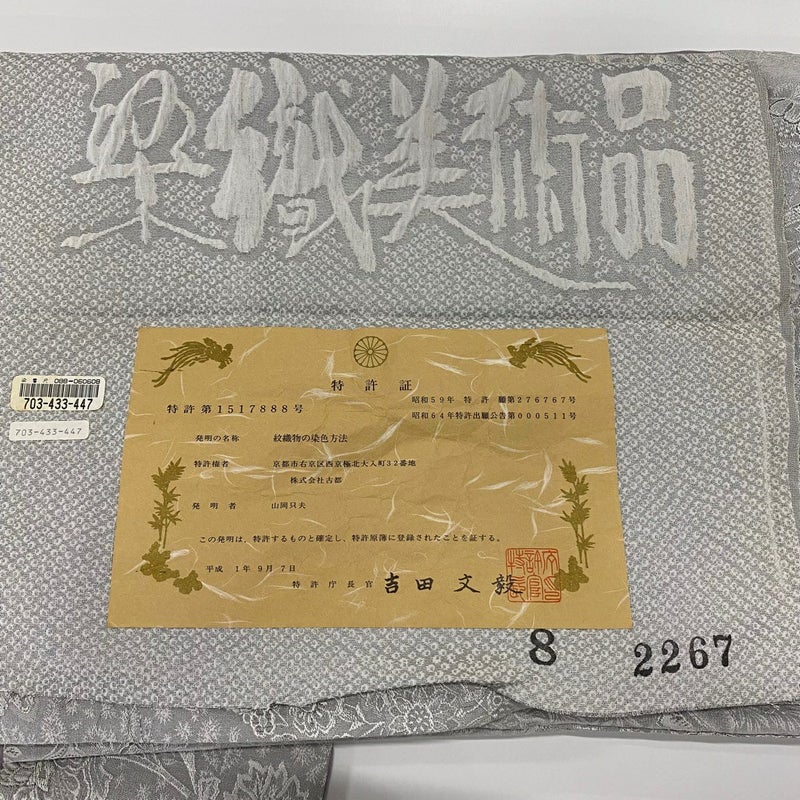 染織美術品
染雪穴 OBB-06060B
703-433-447
703-433-447
特許証
特許第1517888号
昭和59年 特許願第276767号
昭和64年特許出願公告第000511号
発明の名称 紋織物の染色方法
特許権者 京都市右京区西京極北大入町32番地
株式会社古都
発明者 山岡只夫
この発明は、特許するものと確定し、特許原簿に登録されたことを証する。
平成 1年 9月 7日
特許庁長官 吉田文毅
8
2267